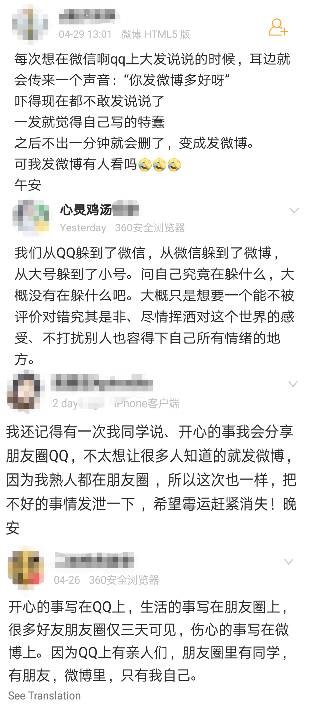 04-29 13:01 微博 HTML5 版
每次想在微信啊qq上大发说说的时候，耳边就
会传来一个声音：“你发微博多好呀”
吓得现在都不敢发说说了
一发就觉得自己写的特蠢
之后不出一分钟就会删了，变成发微博。
可我发微博有人看吗
午安
心灵鸡汤
Yesterday 360安全浏览器
我们从QQ躲到了微信，从微信躲到了微博，
从大号躲到了小号。问自己究竟在躲什么，大
概没有在躲什么吧。大概只是想要一个能不被
评价对错究其是非、尽情挥洒对这个世界的感
受、不打扰别人也容得下自己所有情绪的地
方。
2 day iPhone客户端
我还记得有一次我同学说、开心的事我会分享
朋友圈QQ，不太想让很多人知道的就发微博，
因为我熟人都在朋友圈 ，所以这次也一样，把
不好的事情发泄一下 ，希望霉运赶紧消失！晚
安
04-26 360安全浏览器
开心的事写在QQ上，生活的事写在朋友圈上，
很多好友朋友圈仅三天可见，伤心的事写在微
博上。因为QQ上有亲人们，朋友圈里有同学，
有朋友，微博里，只有我自己。
See Translation